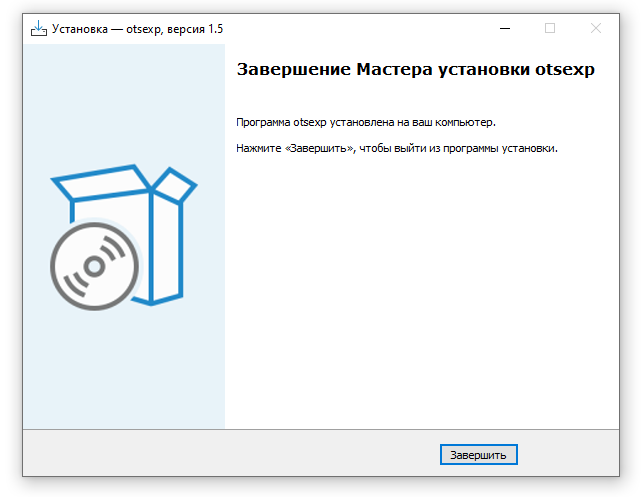 Установка — otsexp, версия 1.5
Завершение Мастера установки otsexp
Программа otsexp установлена на ваш компьютер.
Нажмите «Завершить», чтобы выйти из программы установки.
Завершить